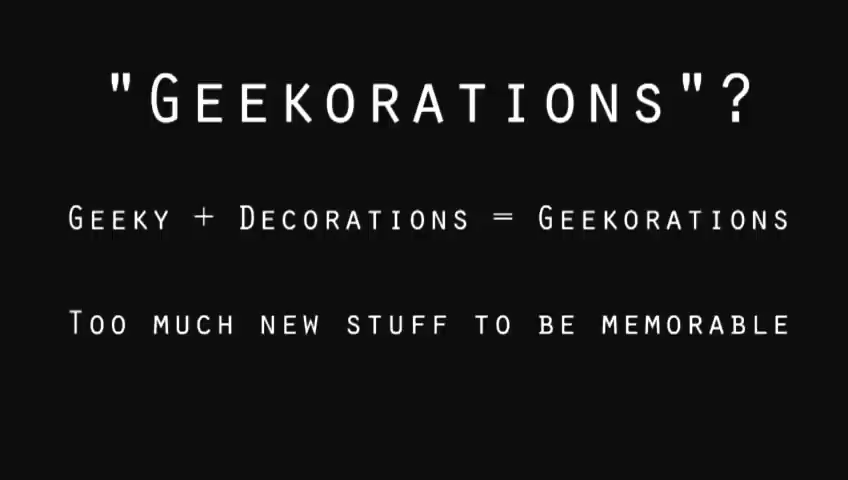 "Geekorations"?
Geeky + Decorations = Geekorations
Too much new stuff to be memorable